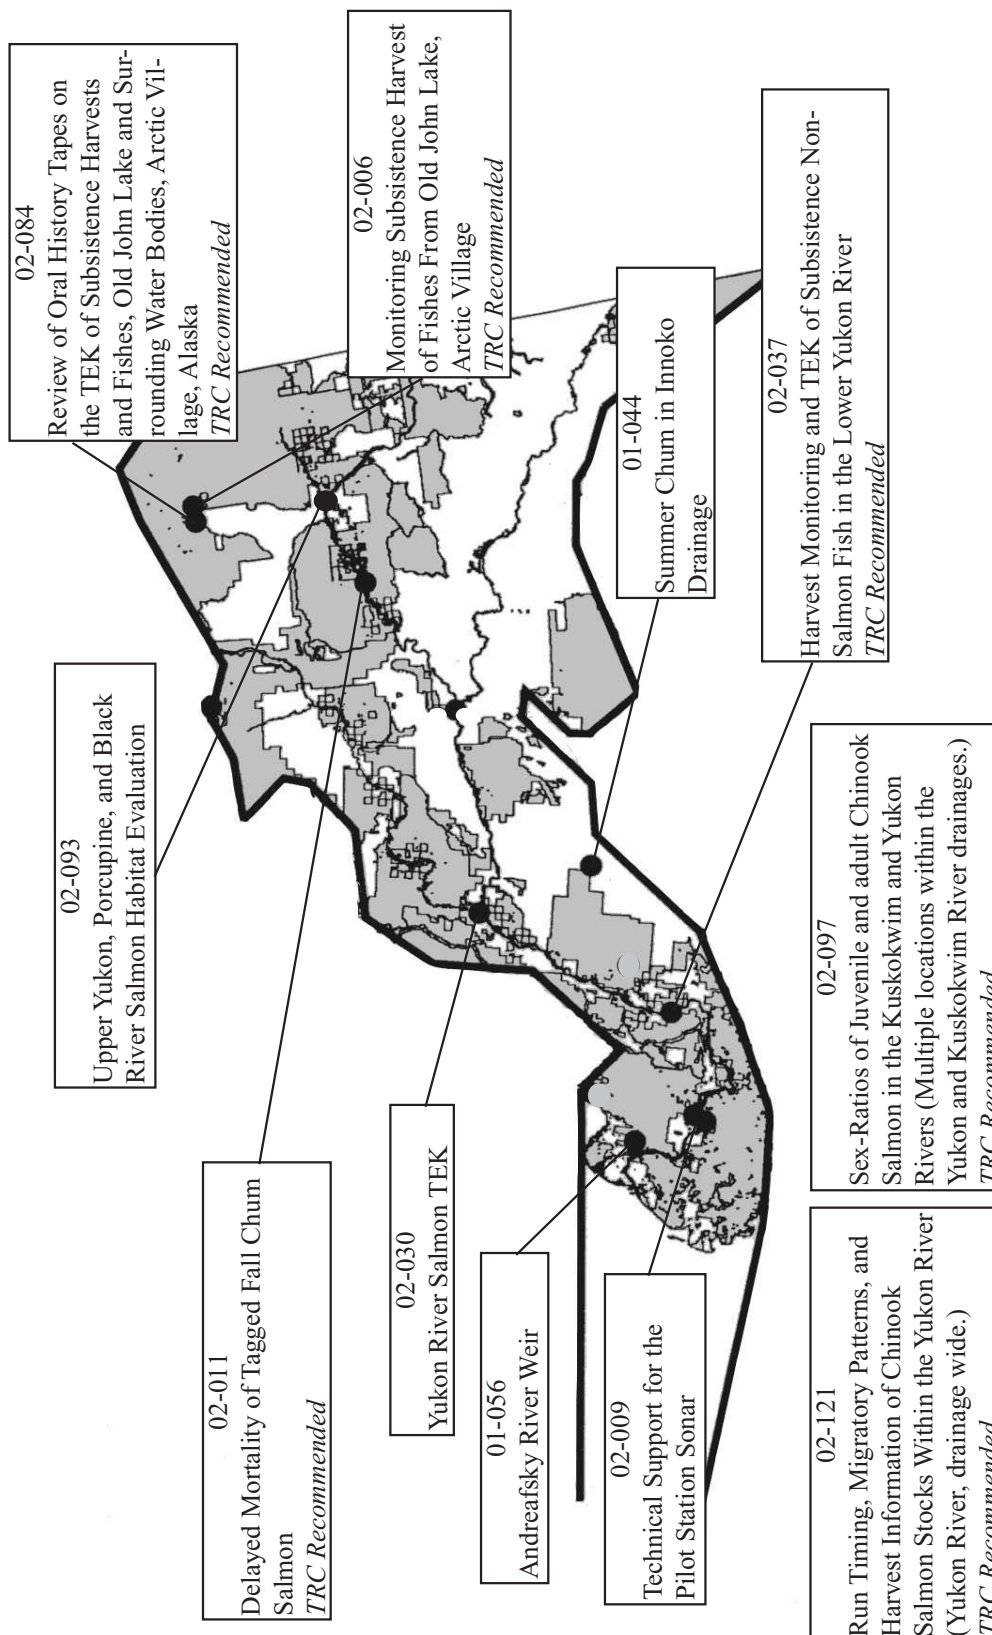 02-084
Review of Oral History Tapes on
the TEK of Subsistence Harvests
and Fishes, Old John Lake and Sur-
rounding Water Bodies, Arctic Vil-
lage, Alaska
TRC Recommended
02-093
Upper Yukon, Porcupine, and Black
River Salmon Habitat Evaluation
02-011
Delayed Mortality of Tagged Fall Chum
Salmon
TRC Recommended
02-006
Monitoring Subsistence Harvest
of Fishes From Old John Lake,
Arctic Village
TRC Recommended
02-030
Yukon River Salmon TEK
01-056
Andreafsky River Weir
02-009
Technical Support for the
Pilot Station Sonar
01-044
Summer Chum in Innoko
Drainage
02-037
Harvest Monitoring and TEK of Subsistence Non-
Salmon Fish in the Lower Yukon River
TRC Recommended
02-121
Run Timing, Migratory Patterns, and
Harvest Information of Chinook
Salmon Stocks Within the Yukon River
(Yukon River, drainage wide.)
TRC Recommended
02-097
Sex-Ratios of Juvenile and adult Chinook
Salmon in the Kuskokwim and Yukon
Rivers (Multiple locations within the
Yukon and Kuskokwim River drainages.)
TRC Recommended